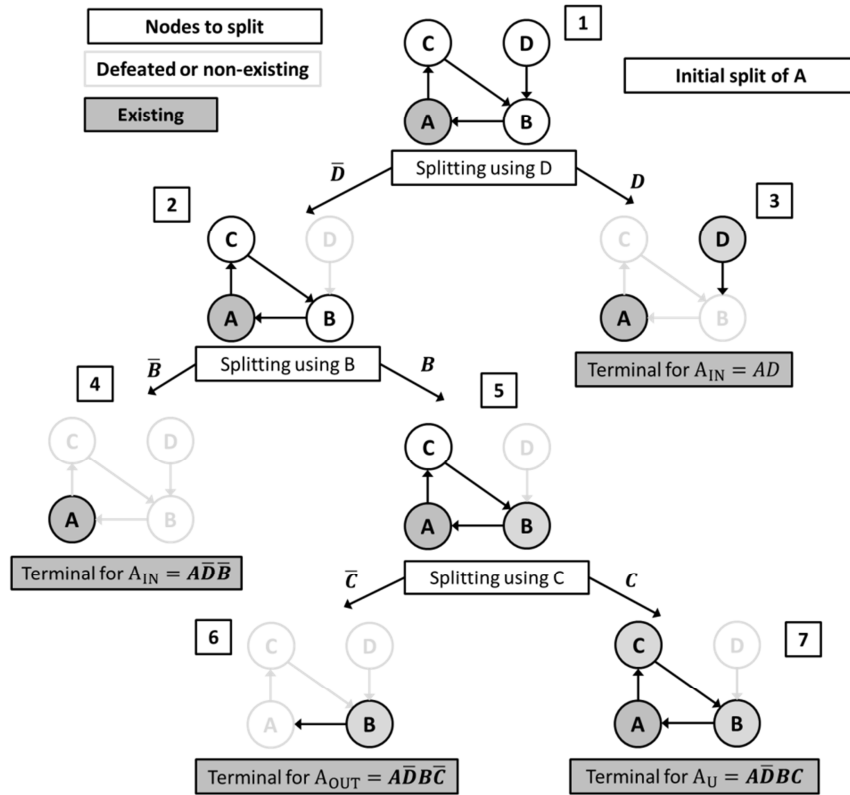 Nodes to split
Defeated or non-existing
Existing
1
Initial split of A
C D
A B
Splitting using D
D̅
D
2
3
C D
A B
C D
A B
Splitting using B
Terminal for A_IN = AD
B̅
B
4
5
C D
A B
C D
A B
Terminal for A_IN = AD̅B̅
Splitting using C
C̅
C
6
7
C D
A B
C D
A B
Terminal for A_OUT = AD̅BC̅
Terminal for A_U = AD̅BC